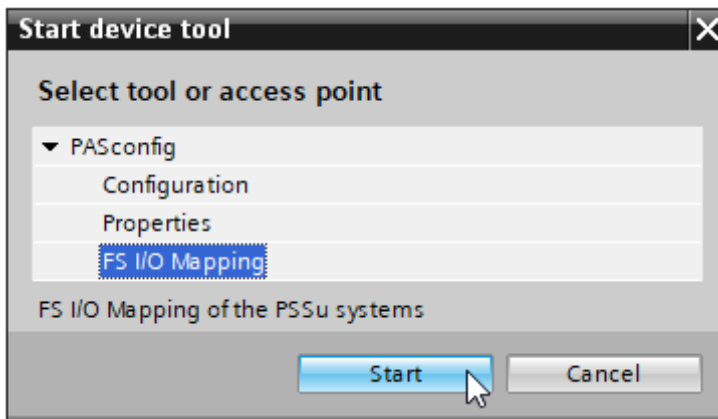 Start device tool
Select tool or access point
PASconfig
Configuration
Properties
FS I/O Mapping
FS I/O Mapping of the PSSu systems
Start Cancel